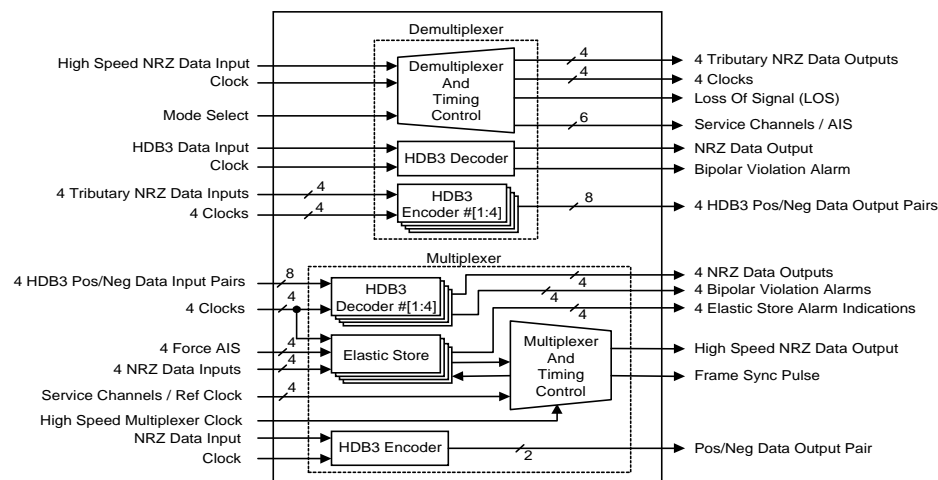 Demultiplexer
High Speed NRZ Data Input
Clock
Mode Select
Demultiplexer
And
Timing
Control
4
4
6
4 Tributary NRZ Data Outputs
4 Clocks
Loss Of Signal (LOS)
Service Channels / AIS
HDB3 Data Input
Clock
HDB3 Decoder
NRZ Data Output
Bipolar Violation Alarm
4 Tributary NRZ Data Inputs
4
4 Clocks
4
HDB3
Encoder #[1:4]
8
4 HDB3 Pos/Neg Data Output Pairs
Multiplexer
4 HDB3 Pos/Neg Data Input Pairs
8
4 Clocks
4
HDB3
Decoder #[1:4]
4
4 NRZ Data Outputs
4
4
4 Bipolar Violation Alarms
4
4 Elastic Store Alarm Indications
4 Force AIS
4
4 NRZ Data Inputs
4
Elastic Store
Multiplexer
And
Timing
Control
High Speed NRZ Data Output
Frame Sync Pulse
Service Channels / Ref Clock
4
High Speed Multiplexer Clock
NRZ Data Input
Clock
HDB3 Encoder
2
Pos/Neg Data Output Pair